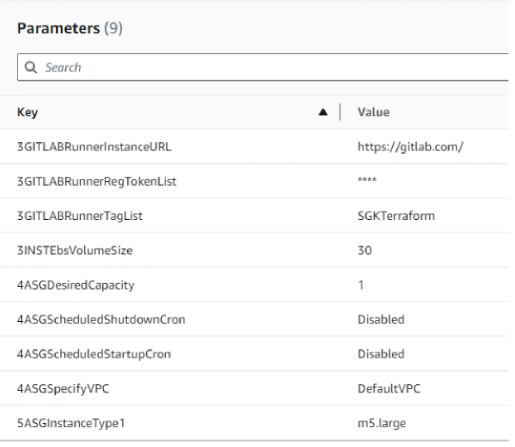 Parameters (9)
Search
Key Value
3GITLABRunnerInstanceURL https://gitlab.com/
3GITLABRunnerRegTokenList ****
3GITLABRunnerTagList SGKTerraform
3INSTEbsVolumeSize 30
4ASGDesiredCapacity 1
4ASGScheduledShutdownCron Disabled
4ASGScheduledStartupCron Disabled
4ASGSpecifyVPC DefaultVPC
5ASGInstanceType1 m5.large